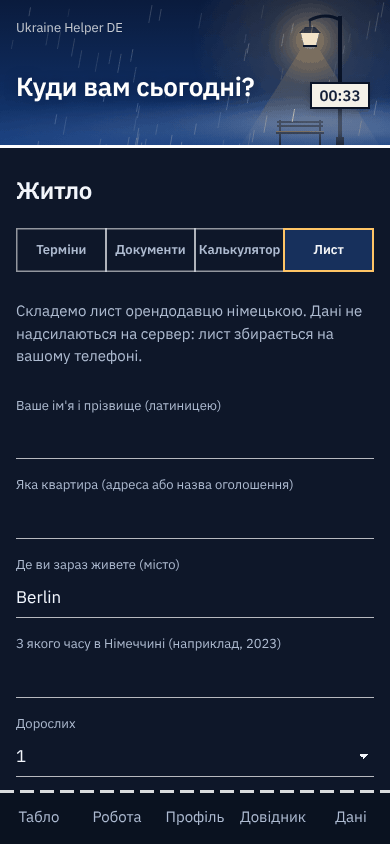 Ukraine Helper DE
Куди вам сьогодні?
00:33
Житло
Терміни
Документи
Калькулятор
Лист
Складемо лист орендодавцю німецькою. Дані не
надсилаються на сервер: лист збирається на
вашому телефоні.
Ваше ім'я і прізвище (латиницею)
Яка квартира (адреса або назва оголошення)
Де ви зараз живете (місто)
Berlin
З якого часу в Німеччині (наприклад, 2023)
Дорослих
1
Табло
Робота
Профіль
Довідник
Дані